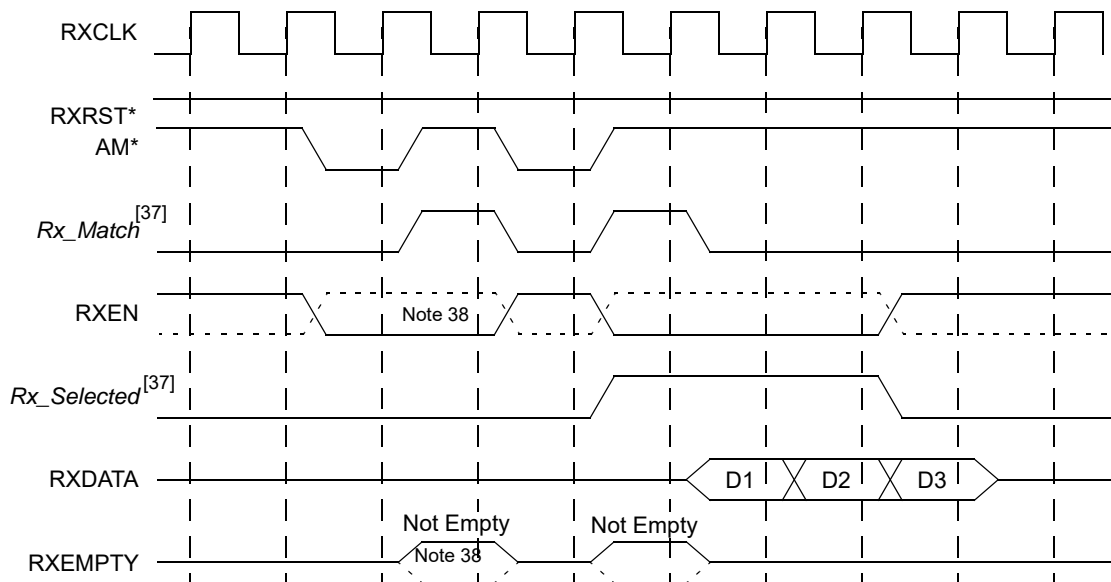 RXCLK
RXRST*
AM*
Rx_Match[37]
RXEN
Note 38
Rx_Selected[37]
RXDATA
D1 D2 D3
Not Empty Not Empty
Note 38
RXEMPTY